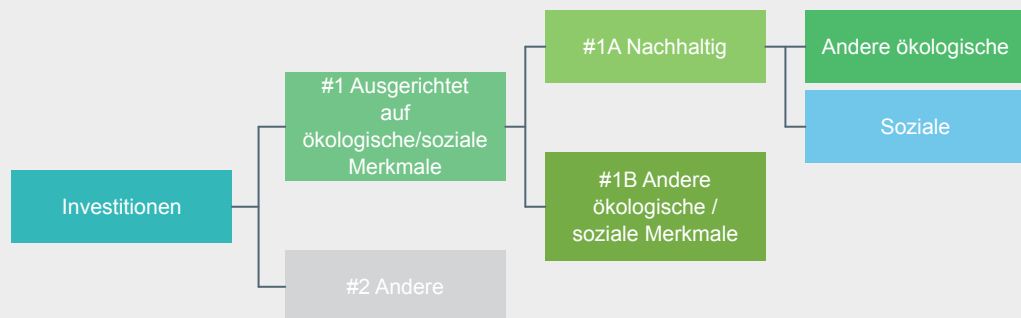 Investitionen
#1 Ausgerichtet
auf
ökologische/soziale
Merkmale
#2 Andere
#1A Nachhaltig
#1B Andere
ökologische /
soziale Merkmale
Andere ökologische
Soziale